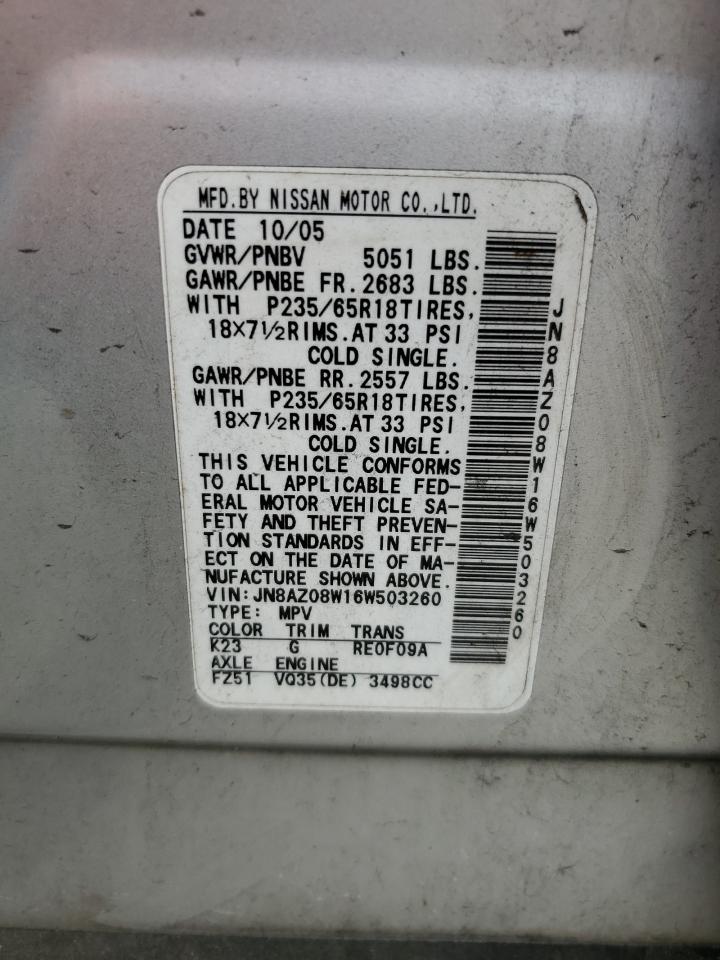 MFD.BY NISSAN MOTOR CO.,LTD.
DATE 10/05
GVWR/PNBV 5051 LBS.
GAWR/PNBE FR.2683 LBS.
WITH P235/65R18TIRES,
18×7½RIMS.AT 33 PSI
COLD SINGLE.
GAWR/PNBE RR.2557 LBS.
WITH P235/65R18TIRES,
18×7½RIMS.AT 33 PSI
COLD SINGLE.
THIS VEHICLE CONFORMS
TO ALL APPLICABLE FED-
ERAL MOTOR VEHICLE SA-
FETY AND THEFT PREVEN-
TION STANDARDS IN EFF-
ECT ON THE DATE OF MA-
NUFACTURE SHOWN ABOVE.
VIN:JN8AZ08W16W503260
TYPE: MPV
COLOR TRIM TRANS
K23 G RE0F09A
AXLE ENGINE
FZ51 VQ35(DE) 3498CC
JN8AZ08W16W503260